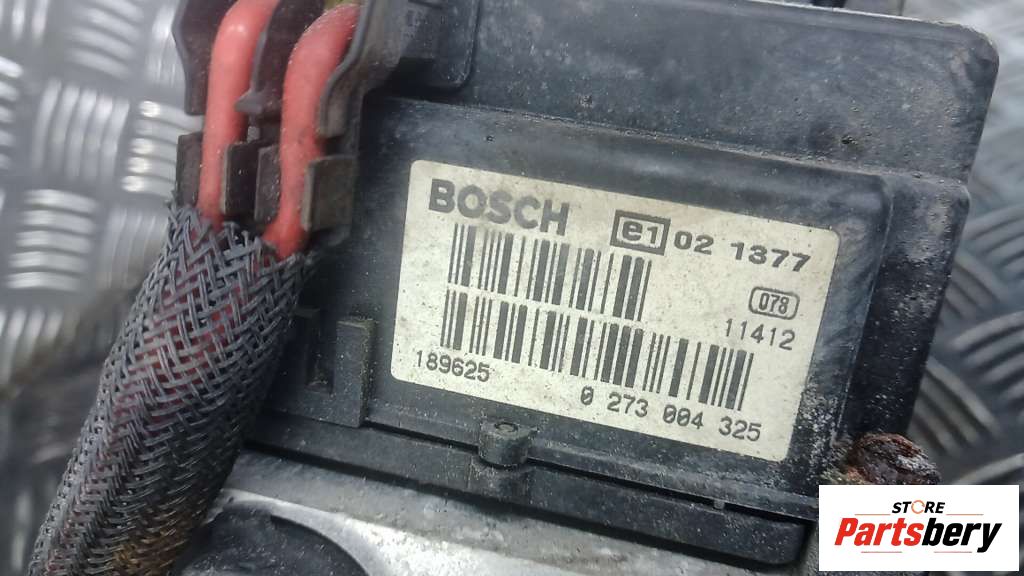 BOSCH e1 02 1377
078
11412
189625 0 273 004 325
STORE
Partsbery